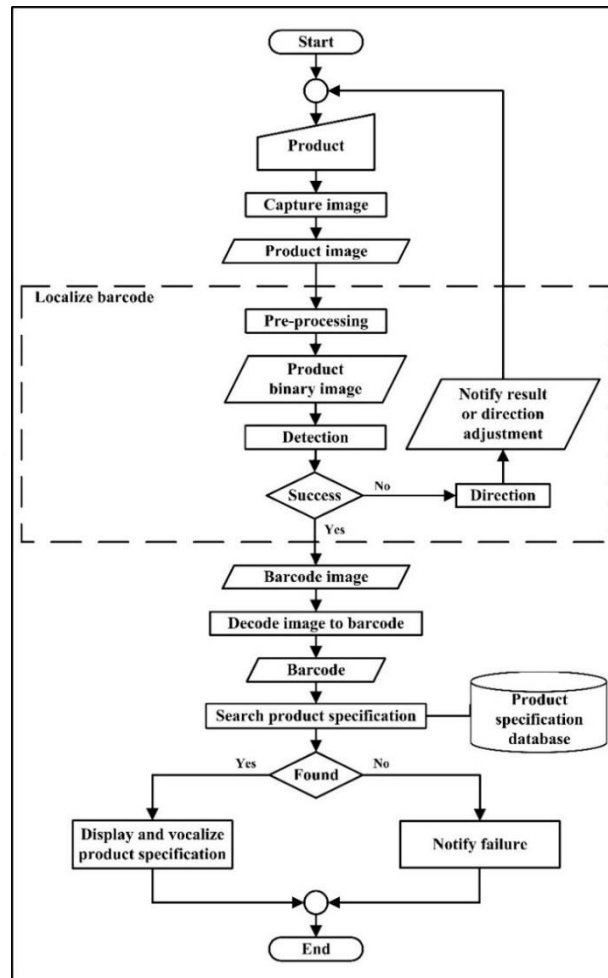 Start
Product
Capture image
Product image
Localize barcode
Pre-processing
Product
binary image
Notify result
or direction
adjustment
Detection
Success
No
Direction
Yes
Barcode image
Decode image to barcode
Barcode
Search product specification
Product
specification
database
Yes
Found
No
Display and vocalize
product specification
Notify failure
End